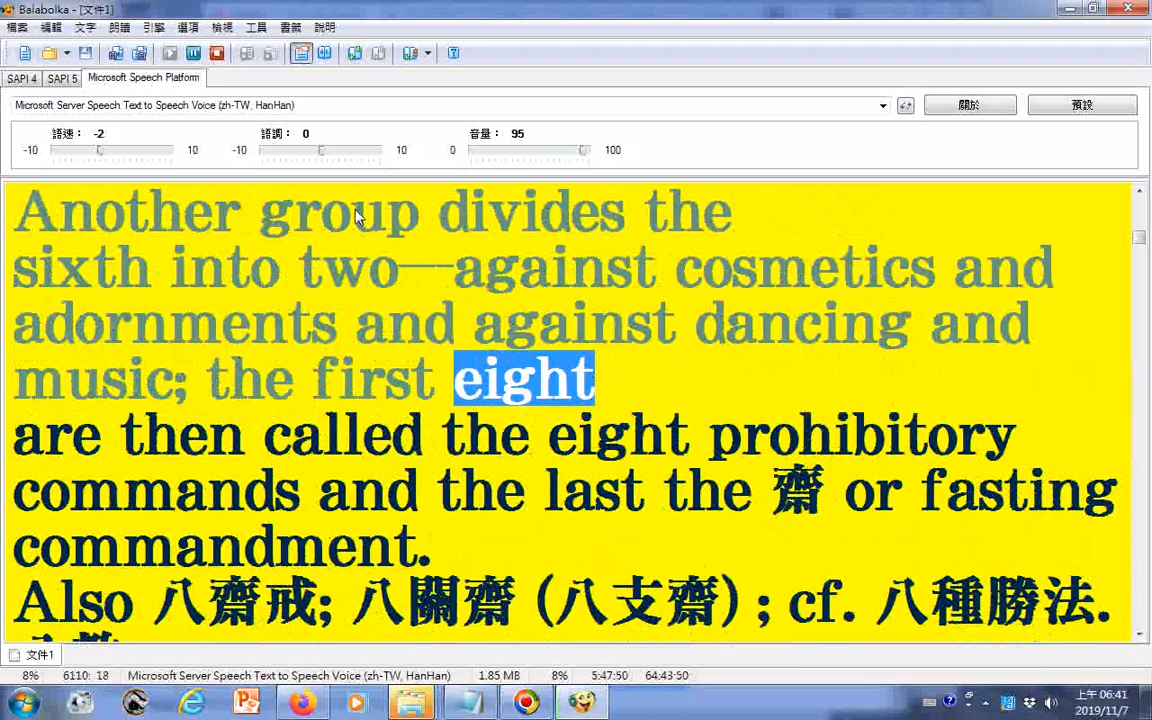 Balabolka - [文件1]
檔案 編輯 文字 朗讀 引擎 選項 檢視 工具 書籤 說明
SAPI 4 SAPI 5 Microsoft Speech Platform
Microsoft Server Speech Text to Speech Voice (zh-TW, HanHan) 關於 預設
語速： -2 語調： 0 音量： 95
-10 10 -10 10 0 100
Another group divides the
sixth into two—against cosmetics and
adornments and against dancing and
music; the first eight
are then called the eight prohibitory
commands and the last the 齋 or fasting
commandment.
Also 八齋戒; 八關齋 (八支齋) ; cf. 八種勝法.
文件1
8% 6110: 18 Microsoft Server Speech Text to Speech Voice (zh-TW, HanHan) 1.85 MB 8% 5:47:50 64:43:50
上午 06:41
2019/11/7